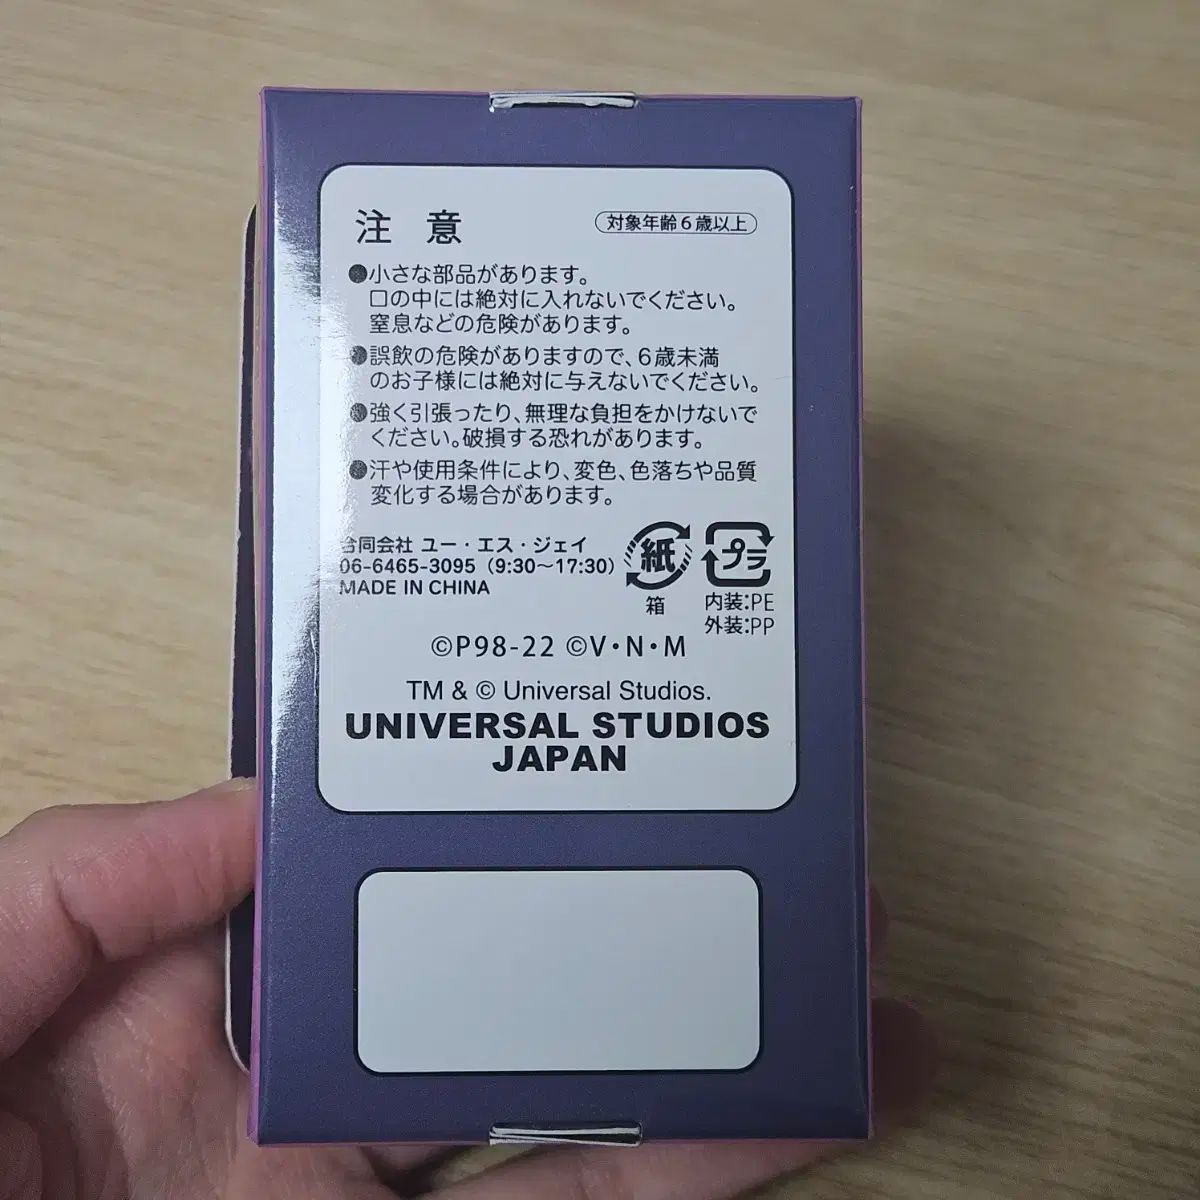 注 意
対象年齢6歳以上
●小さな部品があります。
口の中には絶対に入れないでください。
窒息などの危険があります。
●誤飲の危険がありますので、6歳未満
のお子様には絶対に与えないでください。
●強く引張ったり、無理な負担をかけないで
ください。破損する恐れがあります。
●汗や使用条件により、変色、色落ちや品質
変化する場合があります。
合同会社 ユー・エス・ジェイ
06-6465-3095（9:30〜17:30）
MADE IN CHINA
紙
箱
プラ
内装:PE
外装:PP
©P98-22 ©V・N・M
TM & © Universal Studios.
UNIVERSAL STUDIOS
JAPAN